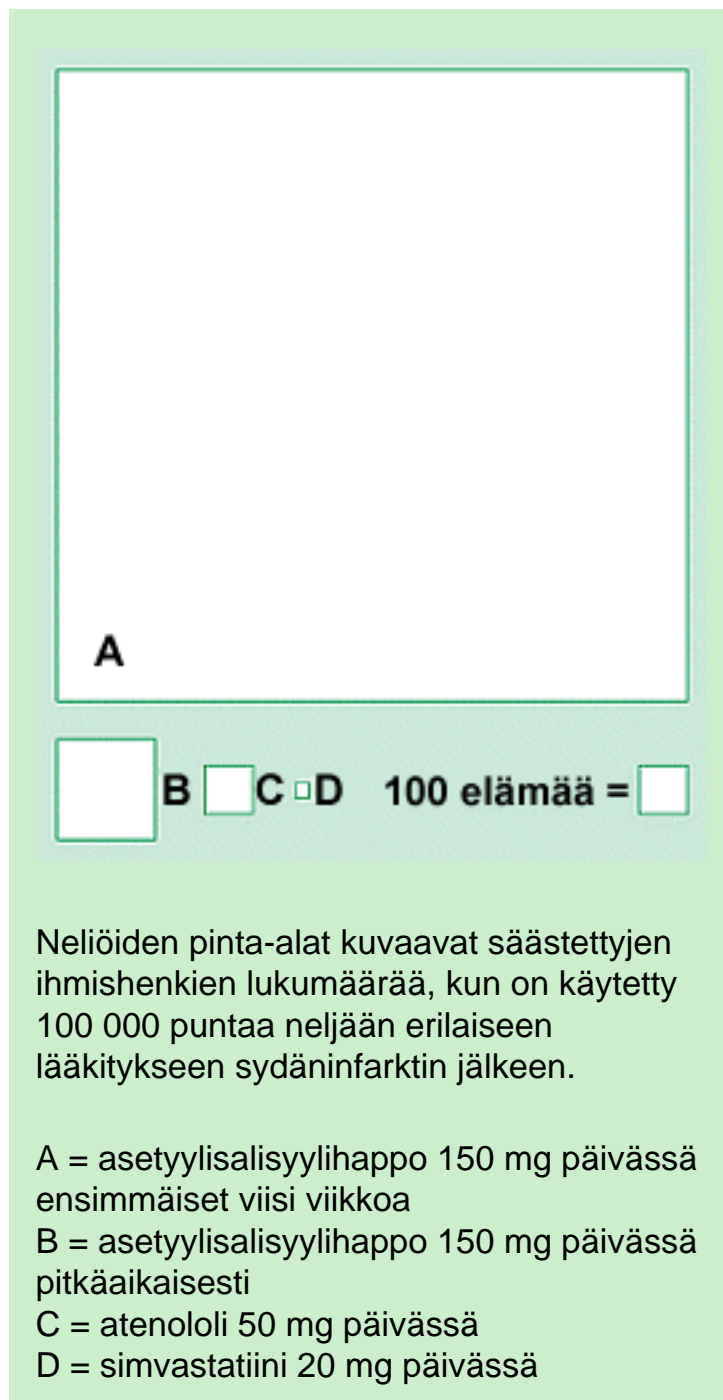 A
B C D 100 elämää =
Neliöiden pinta-alat kuvaavat säästettyjen
ihmishenkien lukumäärää, kun on käytetty
100 000 puntaa neljään erilaiseen
lääkitykseen sydäninfarktin jälkeen.
A = asetyylisalisyylihappo 150 mg päivässä
ensimmäiset viisi viikkoa
B = asetyylisalisyylihappo 150 mg päivässä
pitkäaikaisesti
C = atenololi 50 mg päivässä
D = simvastatiini 20 mg päivässä